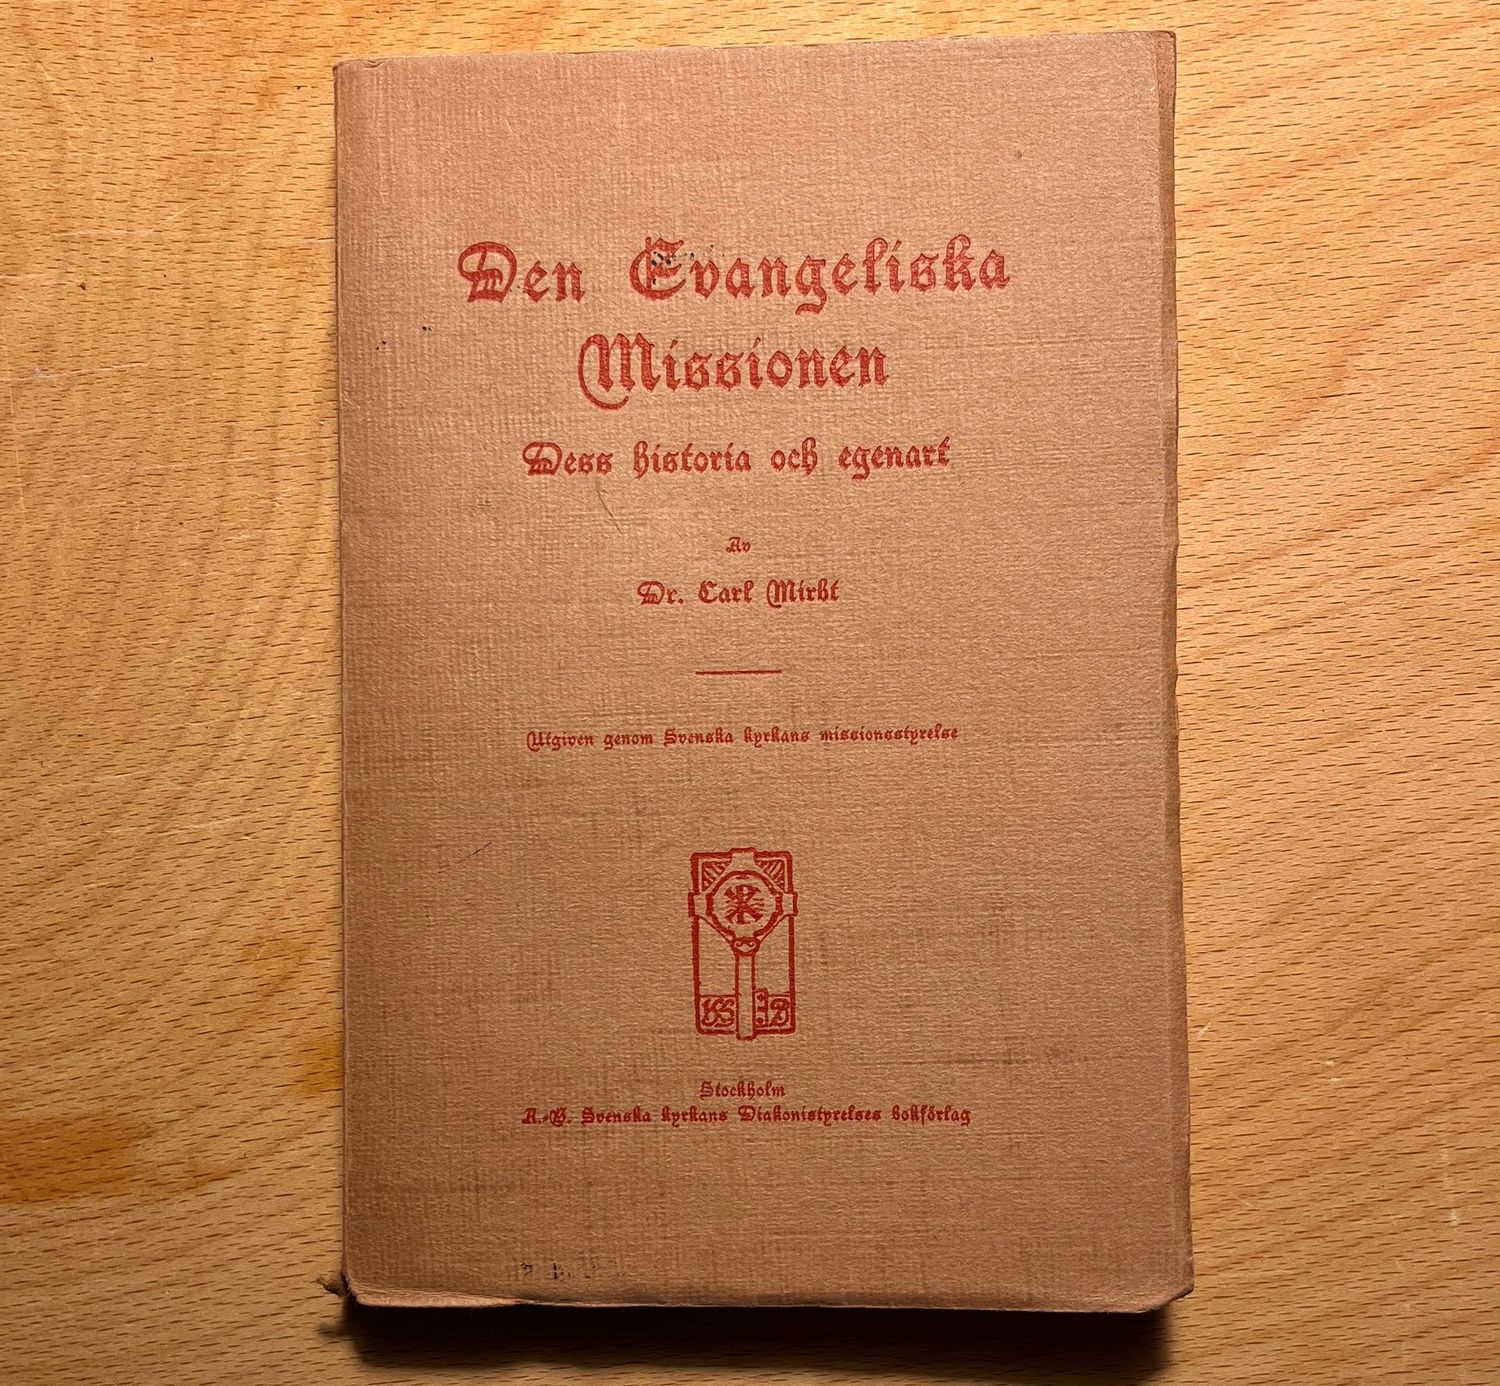 Den Evangeliska
Missionen
Dess historia och egenart
Av
Dr. Carl Mirbt
Utgiven genom Svenska kyrkans missionsstyrelse
Stockholm
A.-B. Svenska kyrkans Diakonistyrelses bokförlag